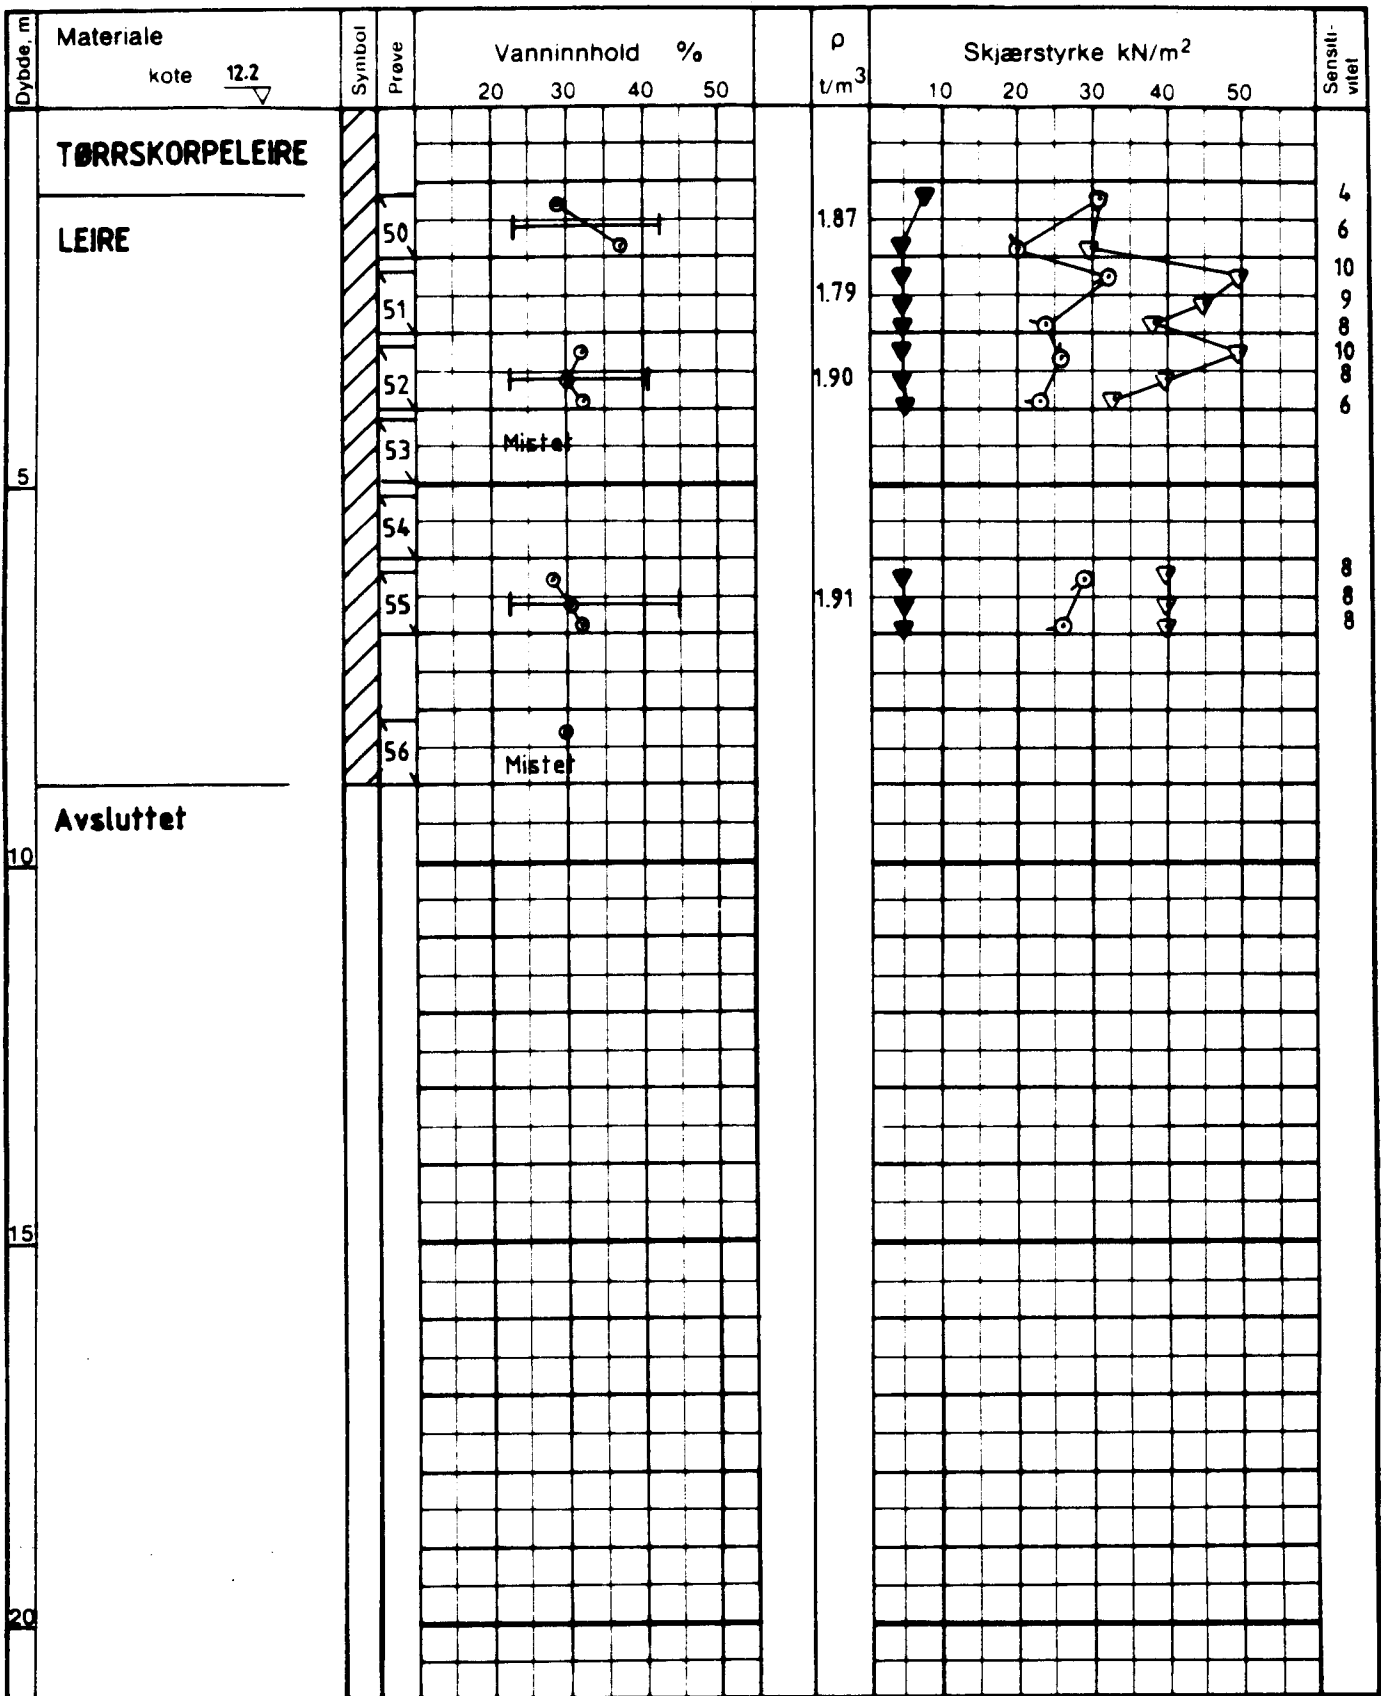 Dybde, m
Materiale
kote 12.2
Symbol
Prøve
Vanninnhold %
20 30 40 50
ρ
t/m³
Skjærstyrke kN/m²
10 20 30 40 50
Sensiti-
vitet
TØRRSKORPELEIRE
LEIRE
50
1.87
4
6
51
1.79
10
9
8
52
1.90
10
8
6
53
Mistet
5
54
55
1.91
8
8
8
56
Mistet
Avsluttet
10
15
20